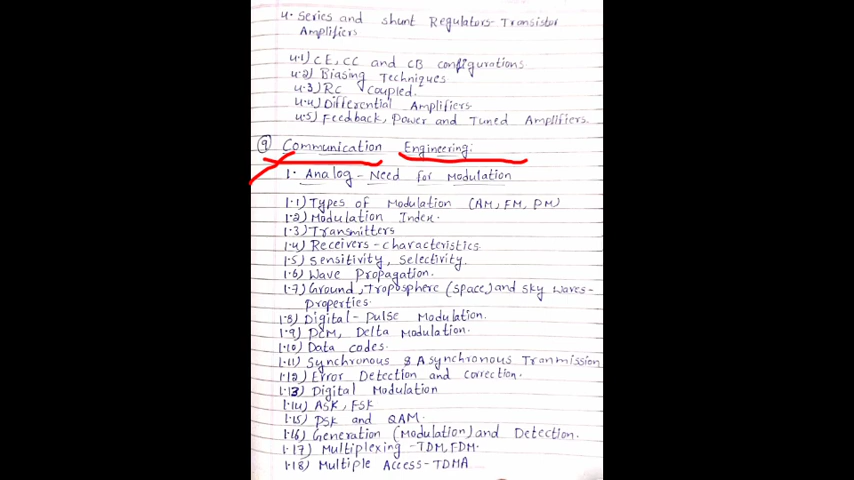 4. Series and shunt Regulators-Transistor
Amplifiers
4.1) CE, CC and CB configurations
4.2) Biasing Techniques
4.3) RC Coupled.
4.4) Differential Amplifiers
4.5) Feedback, Power and Tuned Amplifiers.
9 Communication Engineering:
1. Analog - Need for Modulation
1.1) Types of Modulation (AM, FM, PM)
1.2) Modulation Index.
1.3) Transmitters
1.4) Receivers - characteristics.
1.5) Sensitivity, Selectivity.
1.6) Wave Propagation.
1.7) Ground, Troposphere (space) and sky waves-
properties.
1.8) Digital - Pulse Modulation.
1.9) PCM, Delta Modulation.
1.10) Data codes.
1.11) Synchronous & Asynchronous Tranmission
1.12) Error Detection and correction.
1.13) Digital Modulation
1.14) ASK, FSK
1.15) PSK and QAM.
1.16) Generation (Modulation) and Detection.
1.17) Multiplexing -TDM, FDM.
1.18) Multiple Access-TDMA